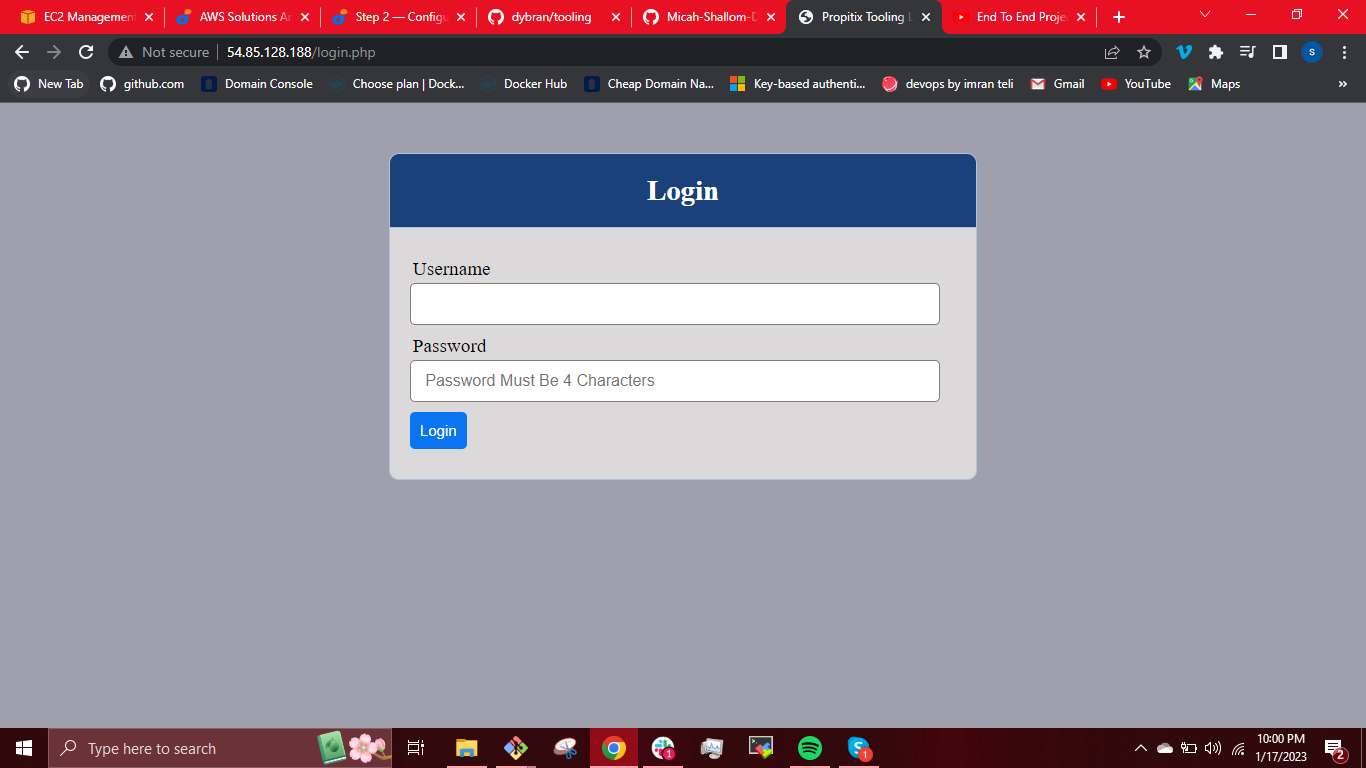 EC2 Management
AWS Solutions Ar
Step 2 — Configu
dybran/tooling
Micah-Shallom-D
Propitix Tooling L
End To End Proje
Not secure
54.85.128.188/login.php
s
New Tab
github.com
Domain Console
Choose plan | Dock...
Docker Hub
Cheap Domain Na...
Key-based authenti...
devops by imran teli
Gmail
YouTube
Maps
»
Login
Username
Password
Password Must Be 4 Characters
Login
Type here to search
1
1
10:00 PM
1/17/2023
2